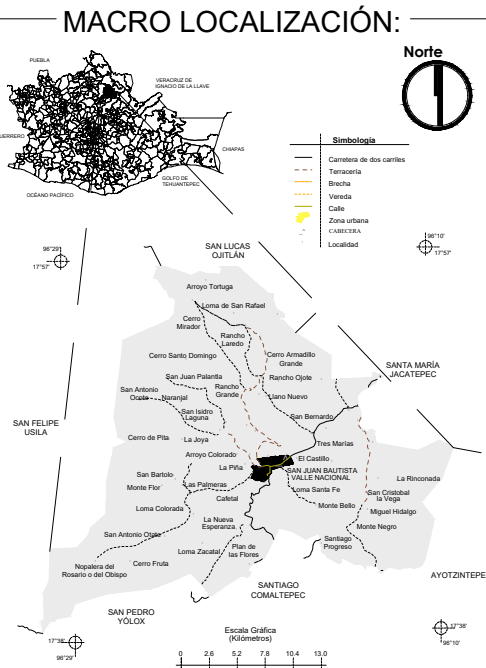 MACRO LOCALIZACIÓN:
PUEBLA
VERACRUZ DE
IGNACIO DE LA LLAVE
GUERRERO
CHIAPAS
GOLFO DE
TEHUANTEPEC
OCÉANO PACÍFICO
Norte
Simbología
Carretera de dos carriles
Terracería
Brecha
Vereda
Calle
Zona urbana
CABECERA
Localidad
96°29'
17°57'
96°10'
17°57'
SAN LUCAS
OJITLÁN
Arroyo Tortuga
Loma de San Rafael
Cerro
Mirador
Rancho
Laredo
Cerro Santo Domingo
Cerro Armadillo
Grande
SANTA MARÍA
JACATEPEC
San Juan Palantla
Rancho Ojote
San Antonio
Ocote
Naranjal
Rancho
Grande
Llano Nuevo
San Isidro
Laguna
San Bernardo
SAN FELIPE
USILA
Cerro de Pita
La Joya
Tres Marías
Arroyo Colorado
El Castillo
San Bartolo
La Piña
SAN JUAN BAUTISTA
VALLE NACIONAL
La Rinconada
Monte Flor
Las Palmeras
Loma Santa Fe
San Cristobal
la Vega
Loma Colorada
Cafetal
Monte Bello
Miguel Hidalgo
La Nueva
Esperanza
Monte Negro
San Antonio Otate
Santiago
Progreso
Loma Zacatal
Plan de
las Flores
Nopalera del
Rosario o del Obispo
Cerro Fruta
AYOTZINTEPE
SANTIAGO
COMALTEPEC
SAN PEDRO
YÓLOX
17°38'
96°29'
17°38'
96°10'
Escala Gráfica
(Kilómetros)
0 2.6 5.2 7.8 10.4 13.0